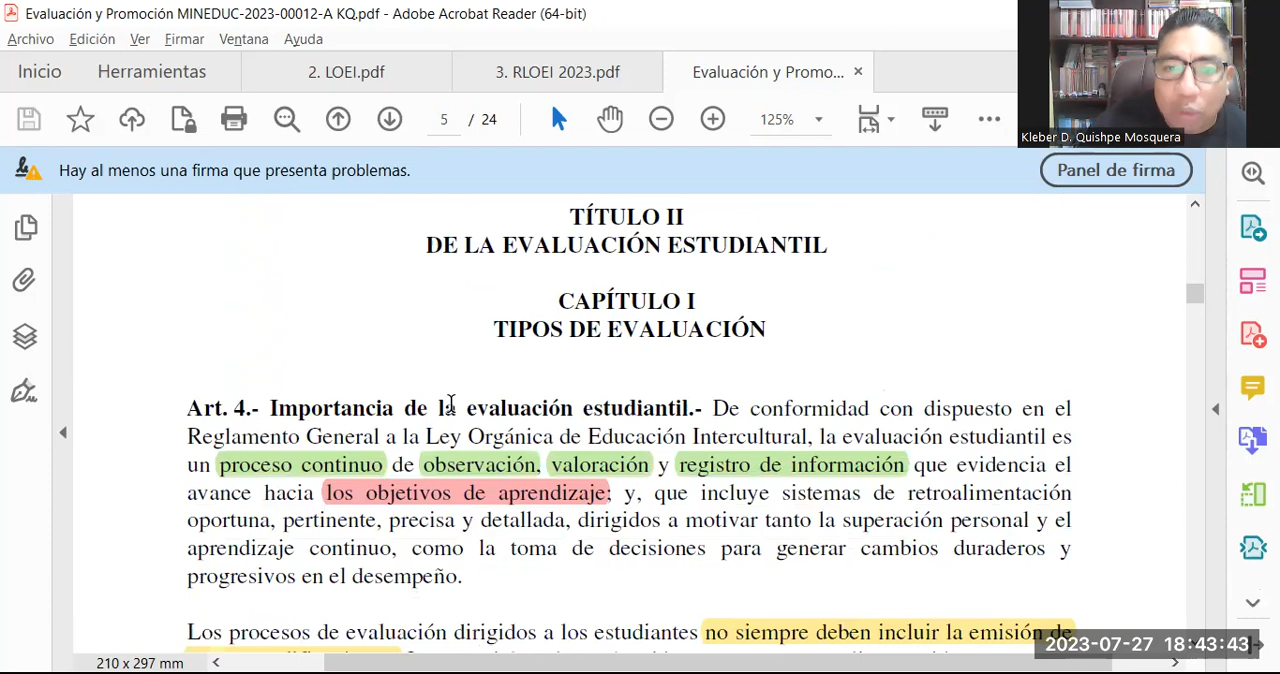 Evaluación y Promoción MINEDUC-2023-00012-A KQ.pdf - Adobe Acrobat Reader (64-bit)
Archivo Edición Ver Firmar Ventana Ayuda
Inicio Herramientas 2. LOEI.pdf 3. RLOEI 2023.pdf Evaluación y Promo... ×
5 / 24 125%
Kleber D. Quishpe Mosquera
Hay al menos una firma que presenta problemas. Panel de firma
TÍTULO II
DE LA EVALUACIÓN ESTUDIANTIL
CAPÍTULO I
TIPOS DE EVALUACIÓN
Art. 4.- Importancia de la evaluación estudiantil.- De conformidad con dispuesto en el
Reglamento General a la Ley Orgánica de Educación Intercultural, la evaluación estudiantil es
un proceso continuo de observación, valoración y registro de información que evidencia el
avance hacia los objetivos de aprendizaje; y, que incluye sistemas de retroalimentación
oportuna, pertinente, precisa y detallada, dirigidos a motivar tanto la superación personal y el
aprendizaje continuo, como la toma de decisiones para generar cambios duraderos y
progresivos en el desempeño.
Los procesos de evaluación dirigidos a los estudiantes no siempre deben incluir la emisión de
2023-07-27 18:43:43
210 x 297 mm